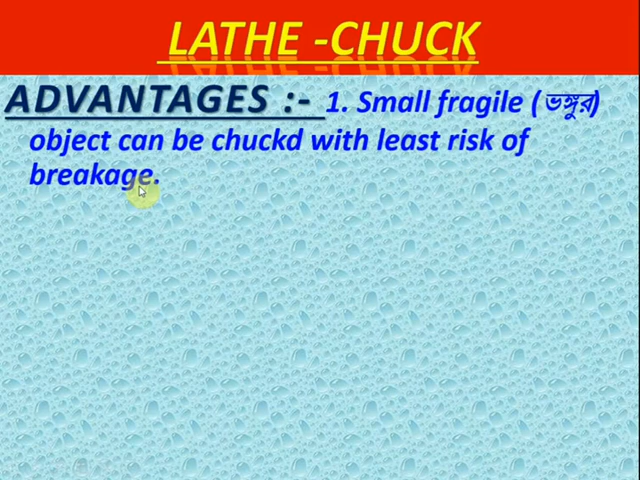 LATHE -CHUCK
ADVANTAGES :- 1. Small fragile (ভঙ্গুর)
object can be chuckd with least risk of
breakage.